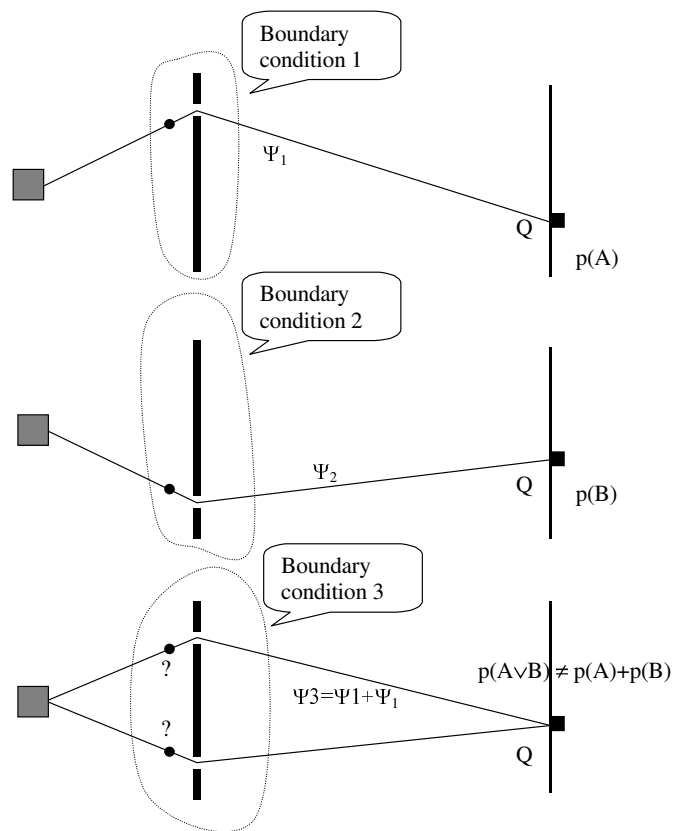 Boundary
condition 1
Ψ₁
Q
p(A)
Boundary
condition 2
Ψ₂
Q
p(B)
Boundary
condition 3
?
p(A∨B) ≠ p(A)+p(B)
Ψ3=Ψ1+Ψ₁
?
Q